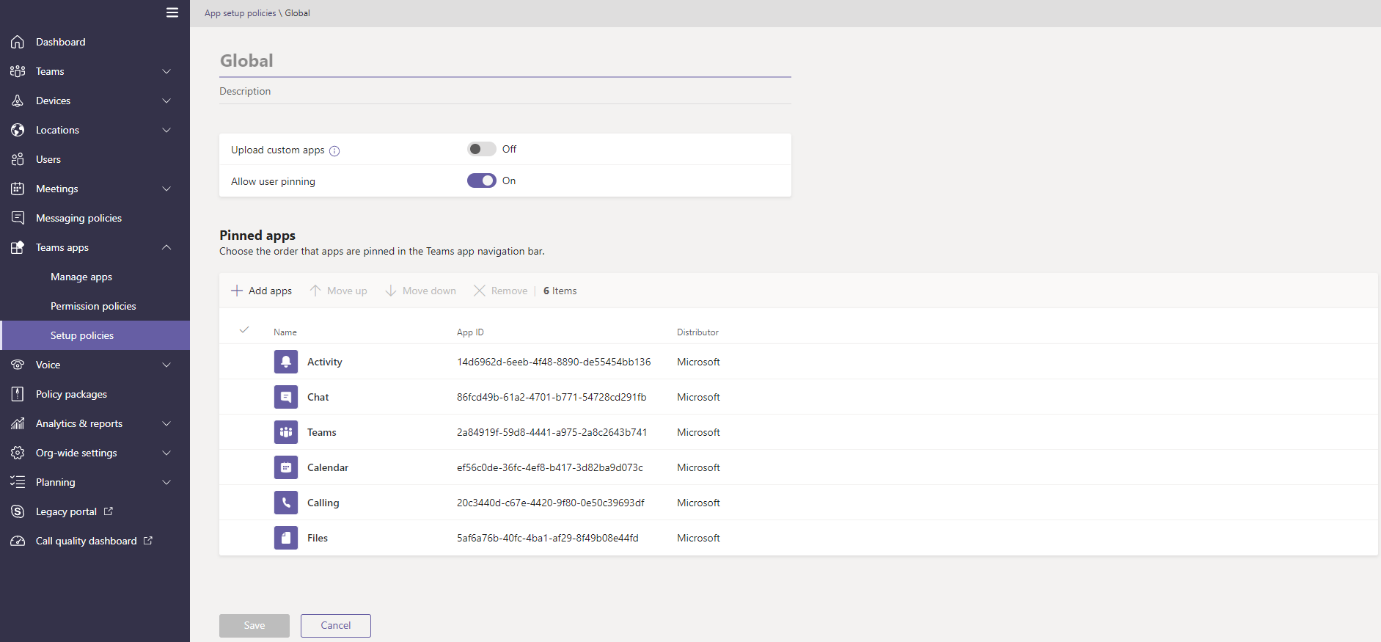 App setup policies \ Global
Dashboard
Teams
Devices
Locations
Users
Meetings
Messaging policies
Teams apps
Manage apps
Permission policies
Setup policies
Voice
Policy packages
Analytics & reports
Org-wide settings
Planning
Legacy portal
Call quality dashboard
Global
Description
Upload custom apps Off
Allow user pinning On
Pinned apps
Choose the order that apps are pinned in the Teams app navigation bar.
Add apps Move up Move down Remove | 6 Items
Name App ID Distributor
Activity 14d6962d-6eeb-4f48-8890-de55454bb136 Microsoft
Chat 86fcd49b-61a2-4701-b771-54728cd291fb Microsoft
Teams 2a84919f-59d8-4441-a975-2a8c2643b741 Microsoft
Calendar ef56c0de-36fc-4ef8-b417-3d82ba9d073c Microsoft
Calling 20c3440d-c67e-4420-9f80-0e50c39693df Microsoft
Files 5af6a76b-40fc-4ba1-af29-8f49b08e44fd Microsoft
Save Cancel